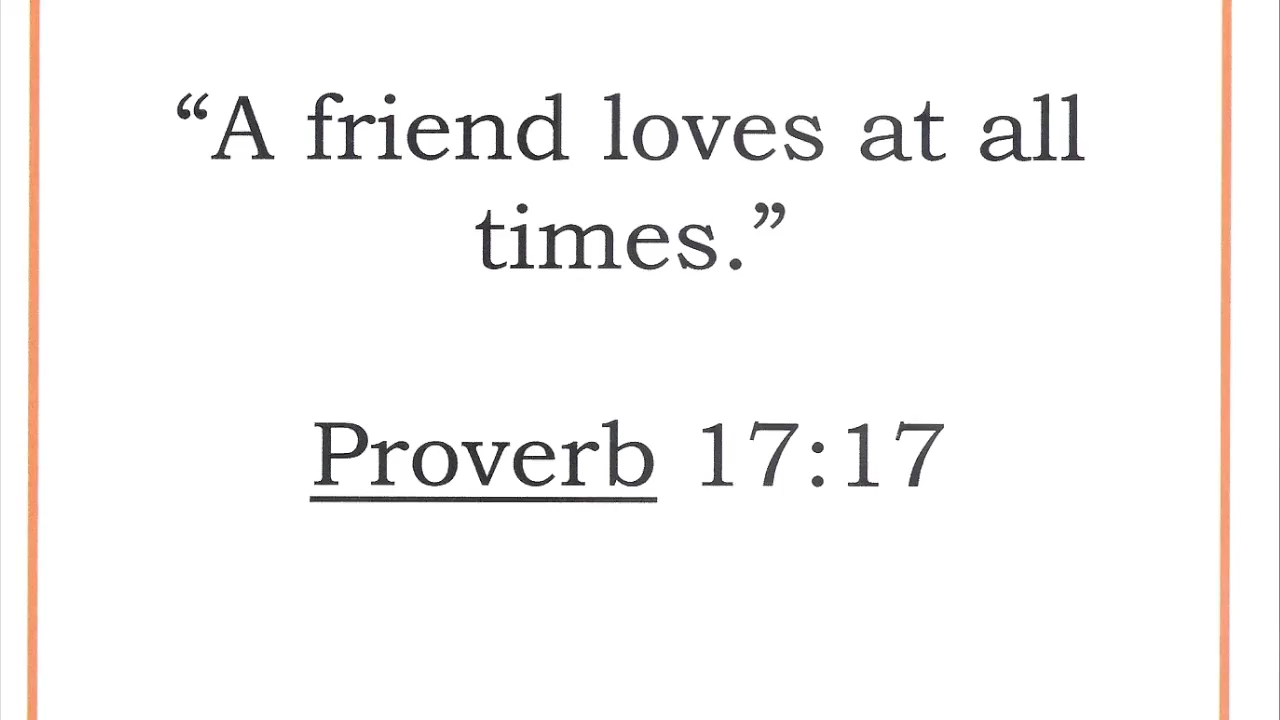 “A friend loves at all
times.”
Proverb 17:17